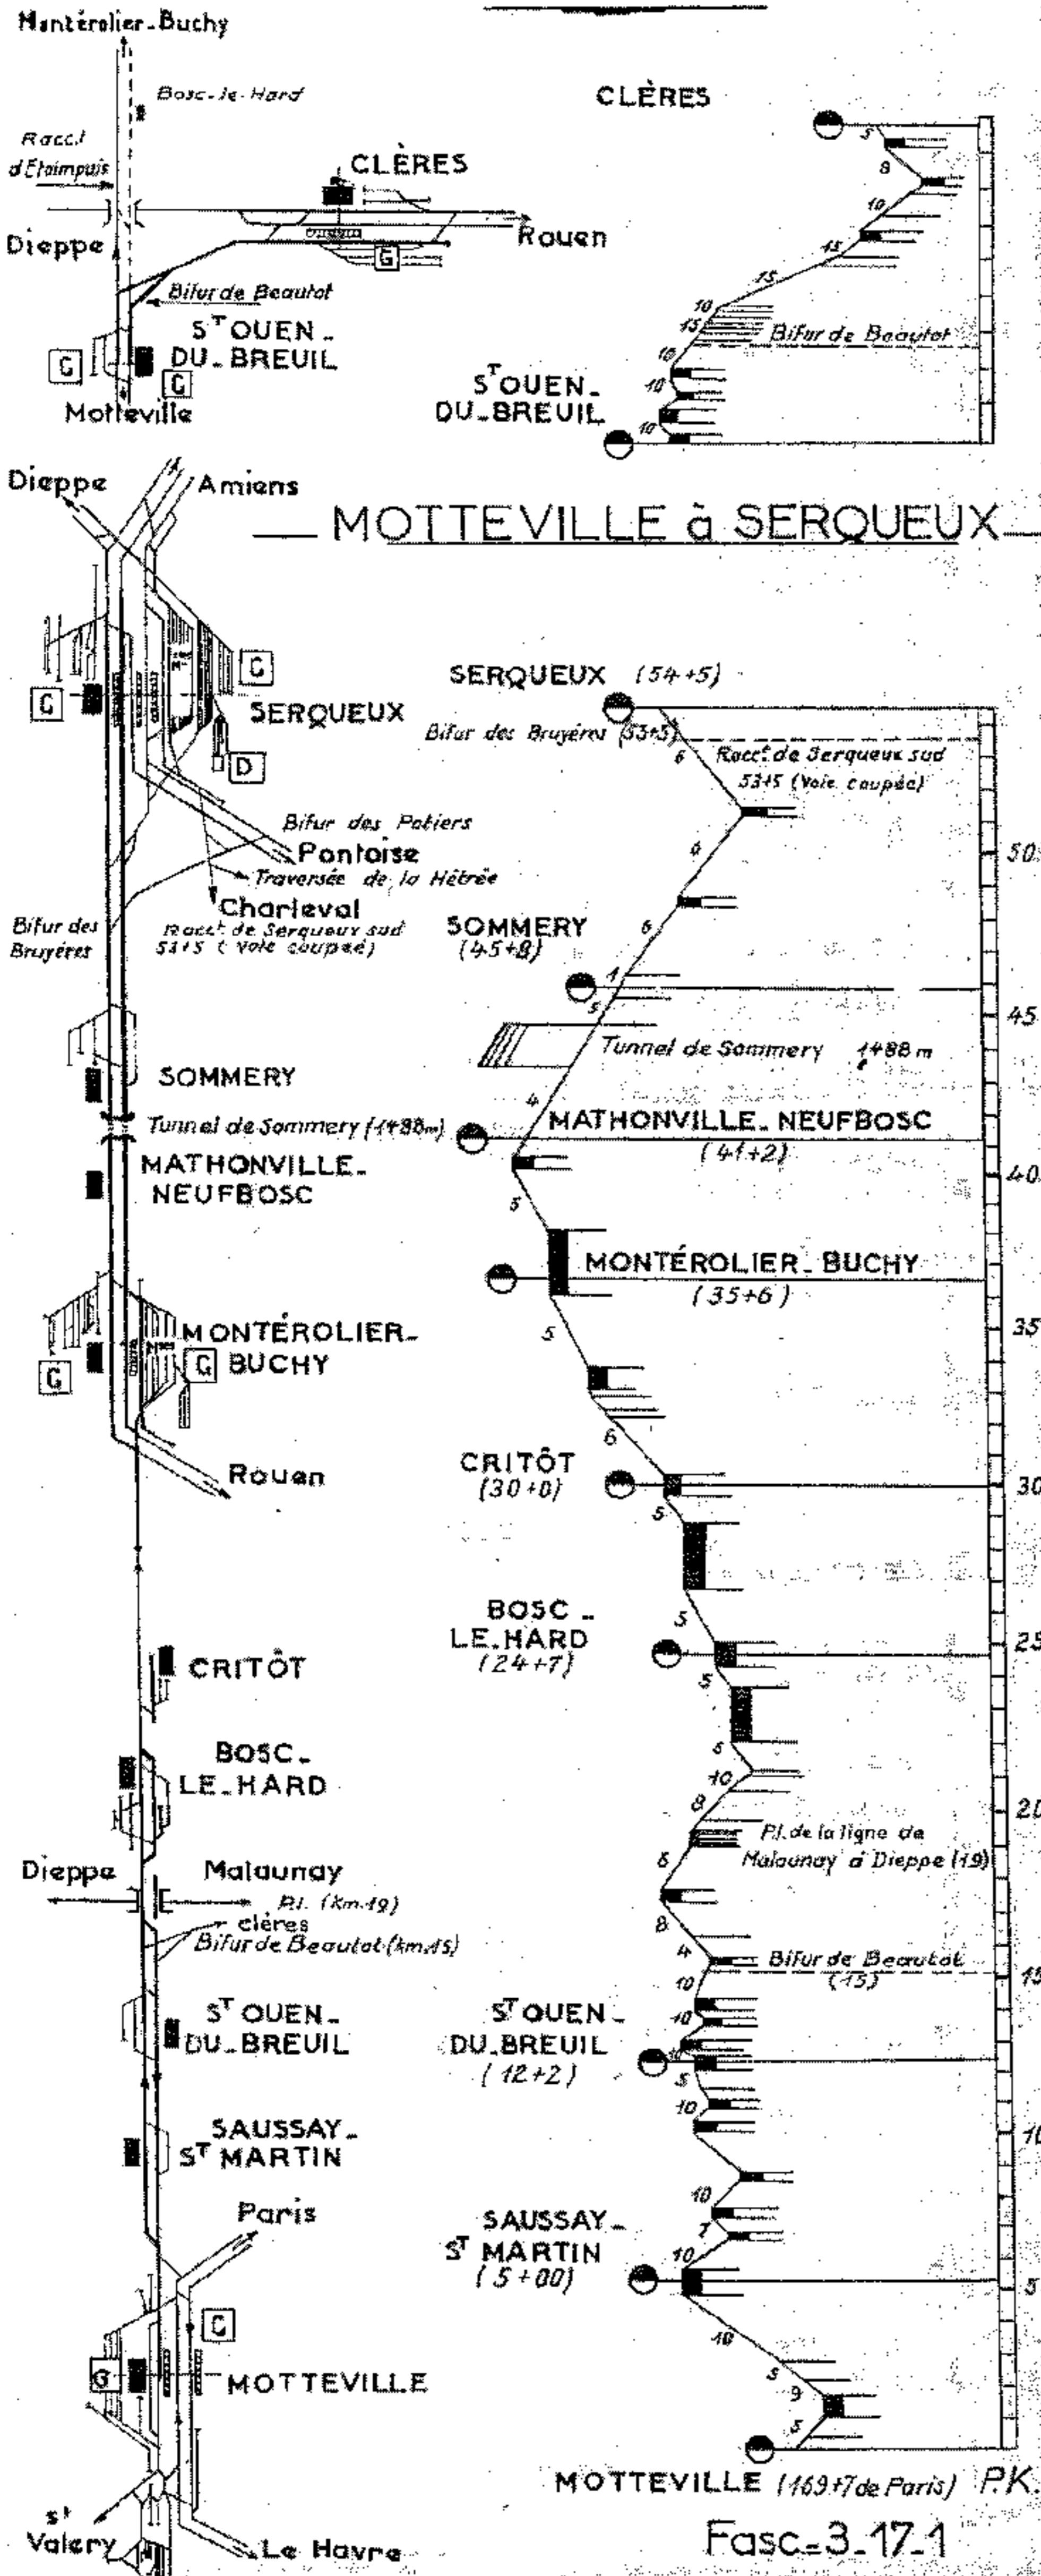 Montérolier-Buchy
Bosc-le-Hard
Racc.t
d'Etaimpuis
CLÈRES
Rouen
Dieppe
G
Bifur de Beautot
ST OUEN-
DU-BREUIL
G
G
Motteville
CLÈRES
5
8
10
15
15
10
15
Bifur de Beautot
10
10
ST OUEN-
DU-BREUIL
10
MOTTEVILLE à SERQUEUX
Dieppe
Amiens
G
G
SERQUEUX
D
Bifur des Potiers
Pontoise
Traversée de la Hêtrée
Charleval
Racc.t de Serqueux sud
53+5 (Voie coupée)
Bifur des
Bruyéres
SOMMERY
Tunnel de Sommery (1488m)
MATHONVILLE-
NEUFBOSC
MONTÉROLIER-
BUCHY
G
G
Rouen
CRITÔT
BOSC-
LE-HARD
Dieppe
Malaunay
P.I. (km.19)
clères
Bifur de Beautot (km.15)
ST OUEN-
DU-BREUIL
SAUSSAY-
ST MARTIN
Paris
G
G
MOTTEVILLE
st
Valery
Le Havre
SERQUEUX (54+5)
Bifur des Bruyéres (53+5)
6
Racc.t de Serqueux sud
53+5 (Voie coupée)
6
50
6
SOMMERY
(45+8)
1
5
45
Tunnel de Sommery 1488 m
4
MATHONVILLE-NEUFBOSC
(41+2)
40
5
MONTÉROLIER-BUCHY
(35+6)
35
5
6
CRITÔT
(30+0)
30
5
5
BOSC-
LE-HARD
(24+7)
25
5
5
10
8
20
P.I. de la ligne de
Malaunay à Dieppe (19)
8
8
4
Bifur de Beautot
(15)
15
10
10
ST OUEN-
DU-BREUIL
(12+2)
10
5
10
10
10
7
SAUSSAY-
ST MARTIN
(5+00)
10
5
10
5
9
5
MOTTEVILLE (169+7 de Paris) P.K.
Fasc-3-17-1